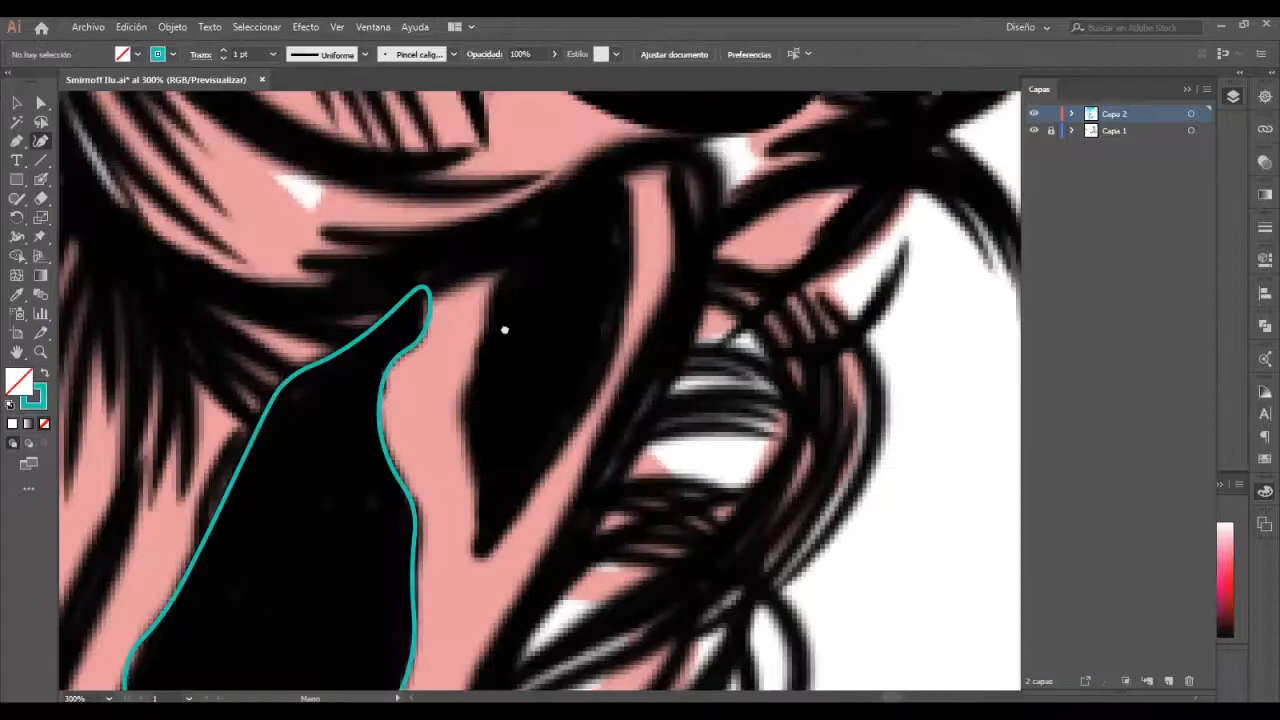 Ai Archivo Edición Objeto Texto Seleccionar Efecto Ver Ventana Ayuda Diseño Buscar en Adobe Stock
No hay selección Trazo: 1 pt Uniforme Pincel calig... Opacidad: 100% Estilo: Ajustar documento Preferencias
Smirnoff Ilu.ai* al 300% (RGB/Previsualizar)
Capas
Capa 2
Capa 1
2 capas
300% 1 Mano